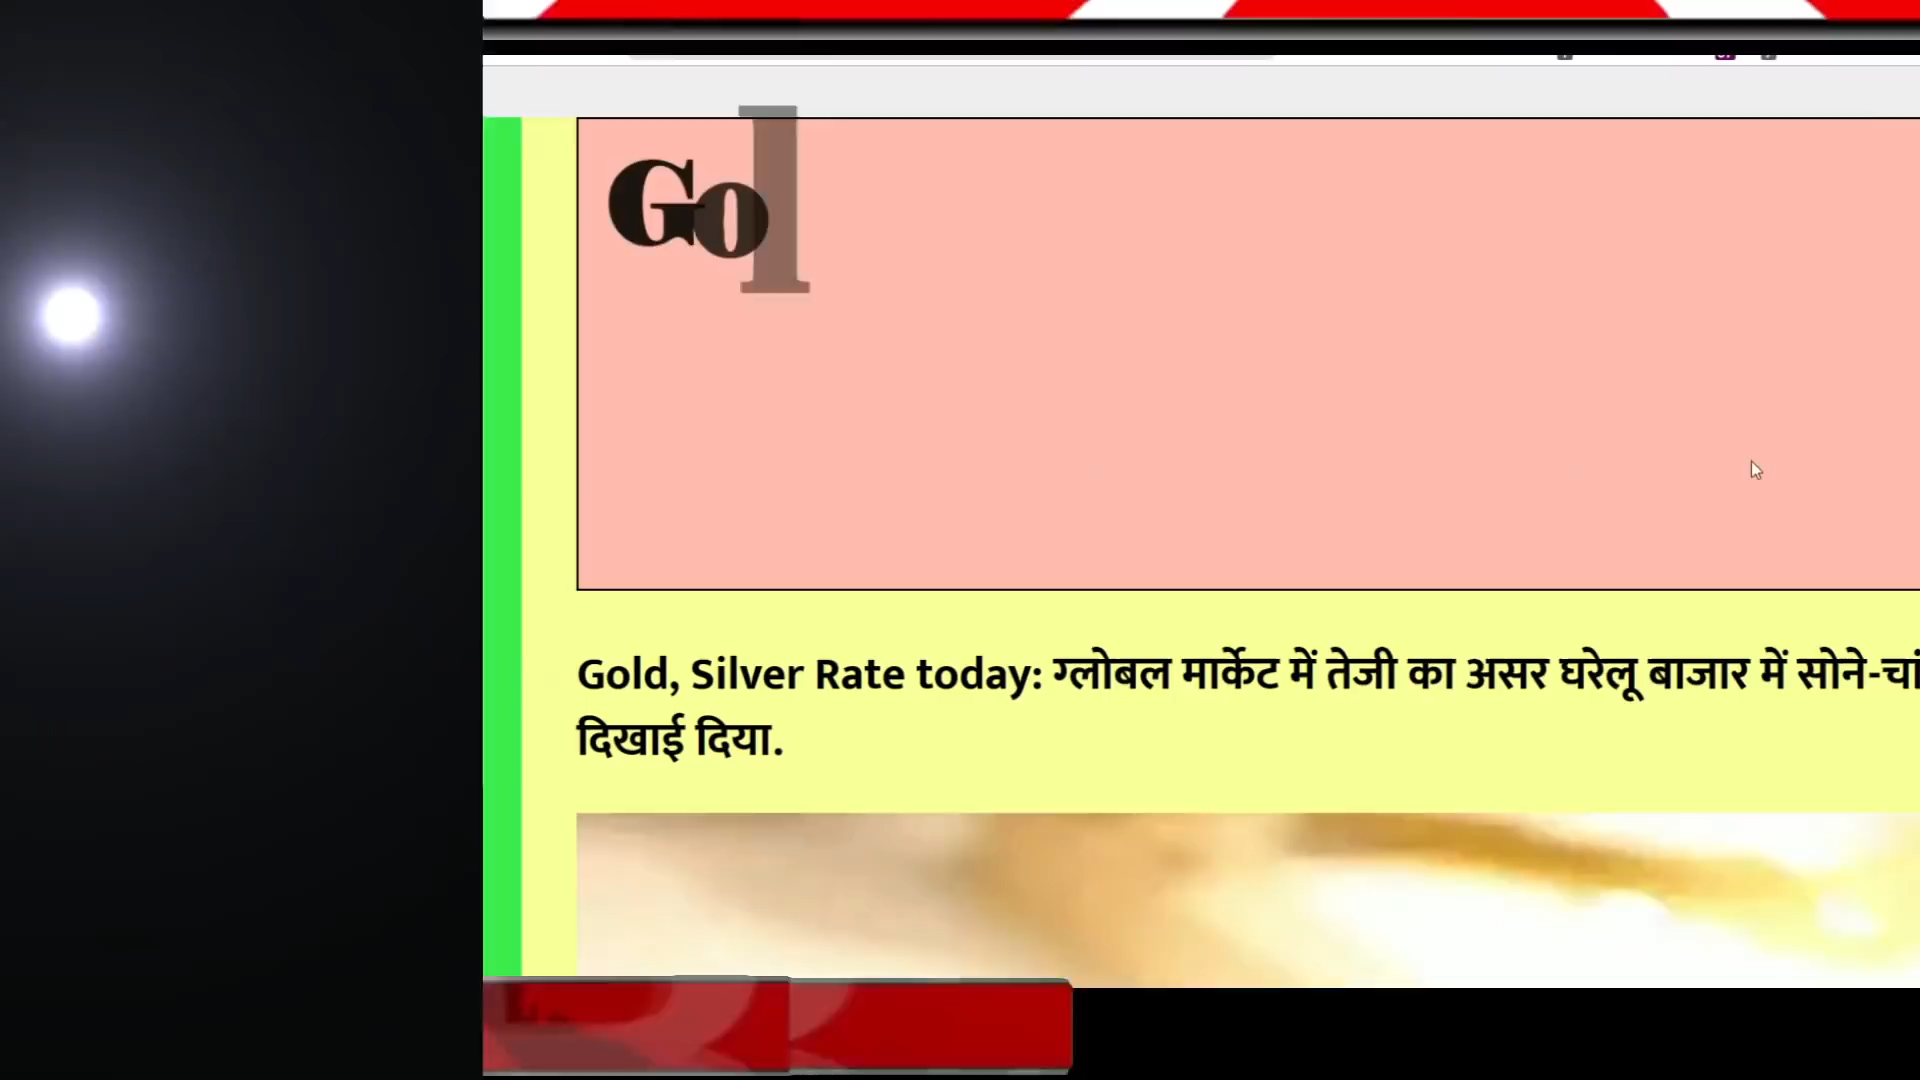 Gol
Gold, Silver Rate today: ग्लोबल मार्केट में तेजी का असर घरेलू बाजार में सोने-चां
दिखाई दिया.